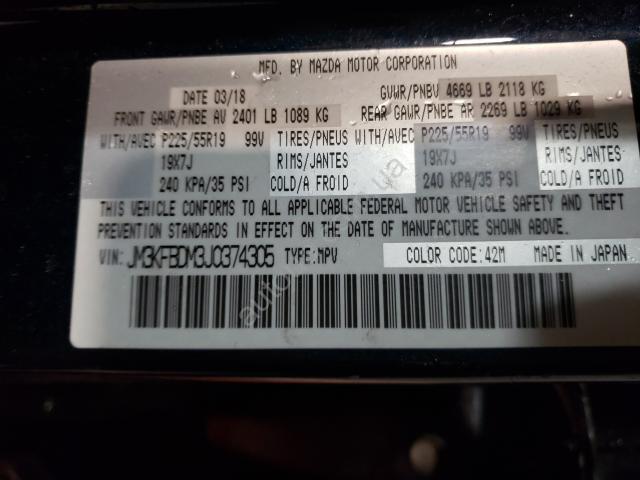 MFD. BY MAZDA MOTOR CORPORATION
DATE 03/18 GVWR/PNBV 4669 LB 2118 KG
FRONT GAWR/PNBE AV 2401 LB 1089 KG REAR GAWR/PNBE AR 2269 LB 1029 KG
WITH/AVEC P225/55R19 99V TIRES/PNEUS WITH/AVEC P225/55R19 99V TIRES/PNEUS
19X7J RIMS/JANTES 19X7J RIMS/JANTES
240 KPA/35 PSI COLD/A FROID 240 KPA/35 PSI COLD/A FROID
THIS VEHICLE CONFORMS TO ALL APPLICABLE FEDERAL MOTOR VEHICLE SAFETY AND THEFT
PREVENTION STANDARDS IN EFFECT ON THE DATE OF MANUFACTURE SHOWN ABOVE.
VIN: JM3KFBDM3J0374305 TYPE:MPV COLOR CODE:42M MADE IN JAPAN